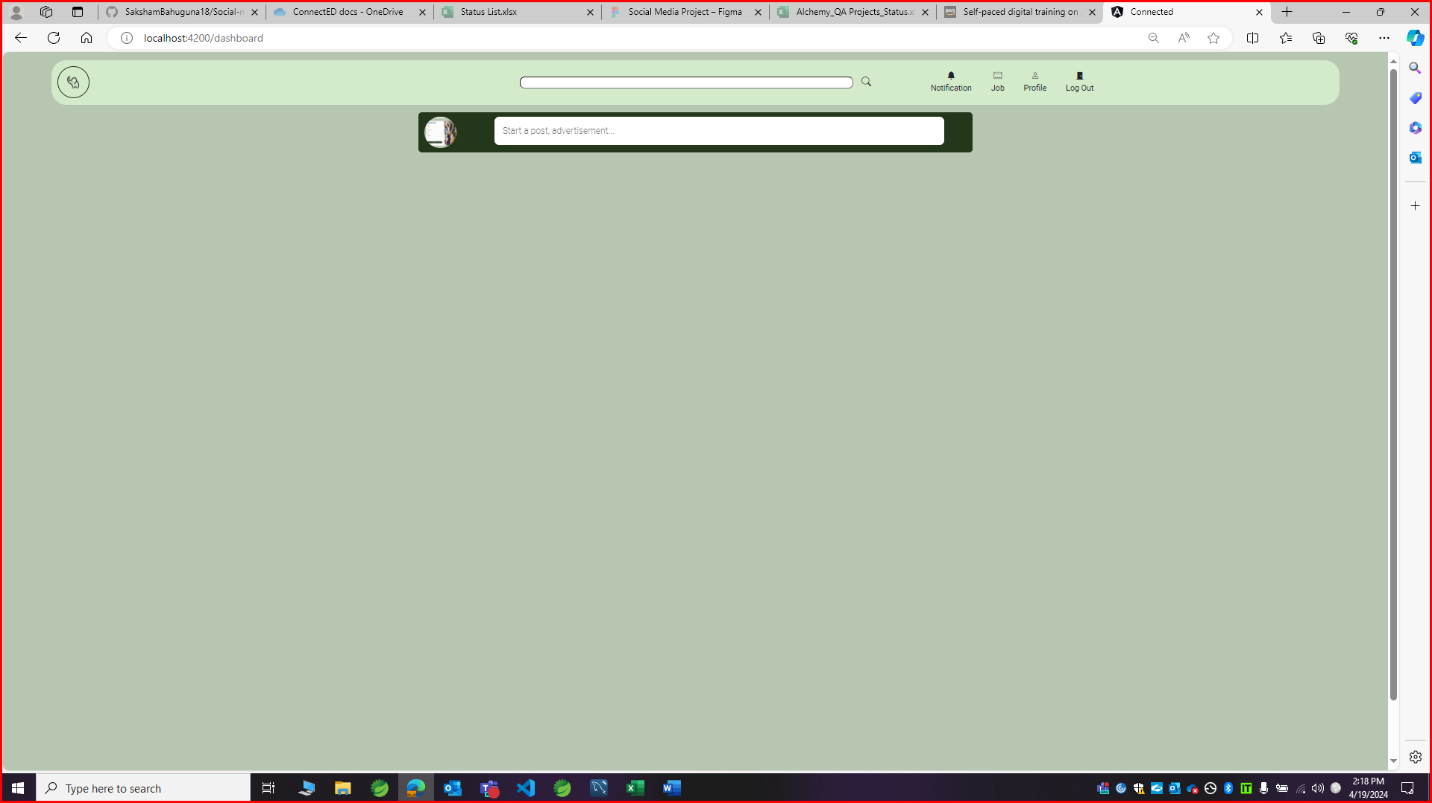 SakshamBahuguna18/Social-n
ConnectED docs - OneDrive
Status List.xlsx
Social Media Project – Figma
Alchemy_QA Projects_Status.x
Self-paced digital training on
Connected
localhost:4200/dashboard
Notification
Job
Profile
Log Out
Start a post, advertisement...
Type here to search
2:18 PM
4/19/2024